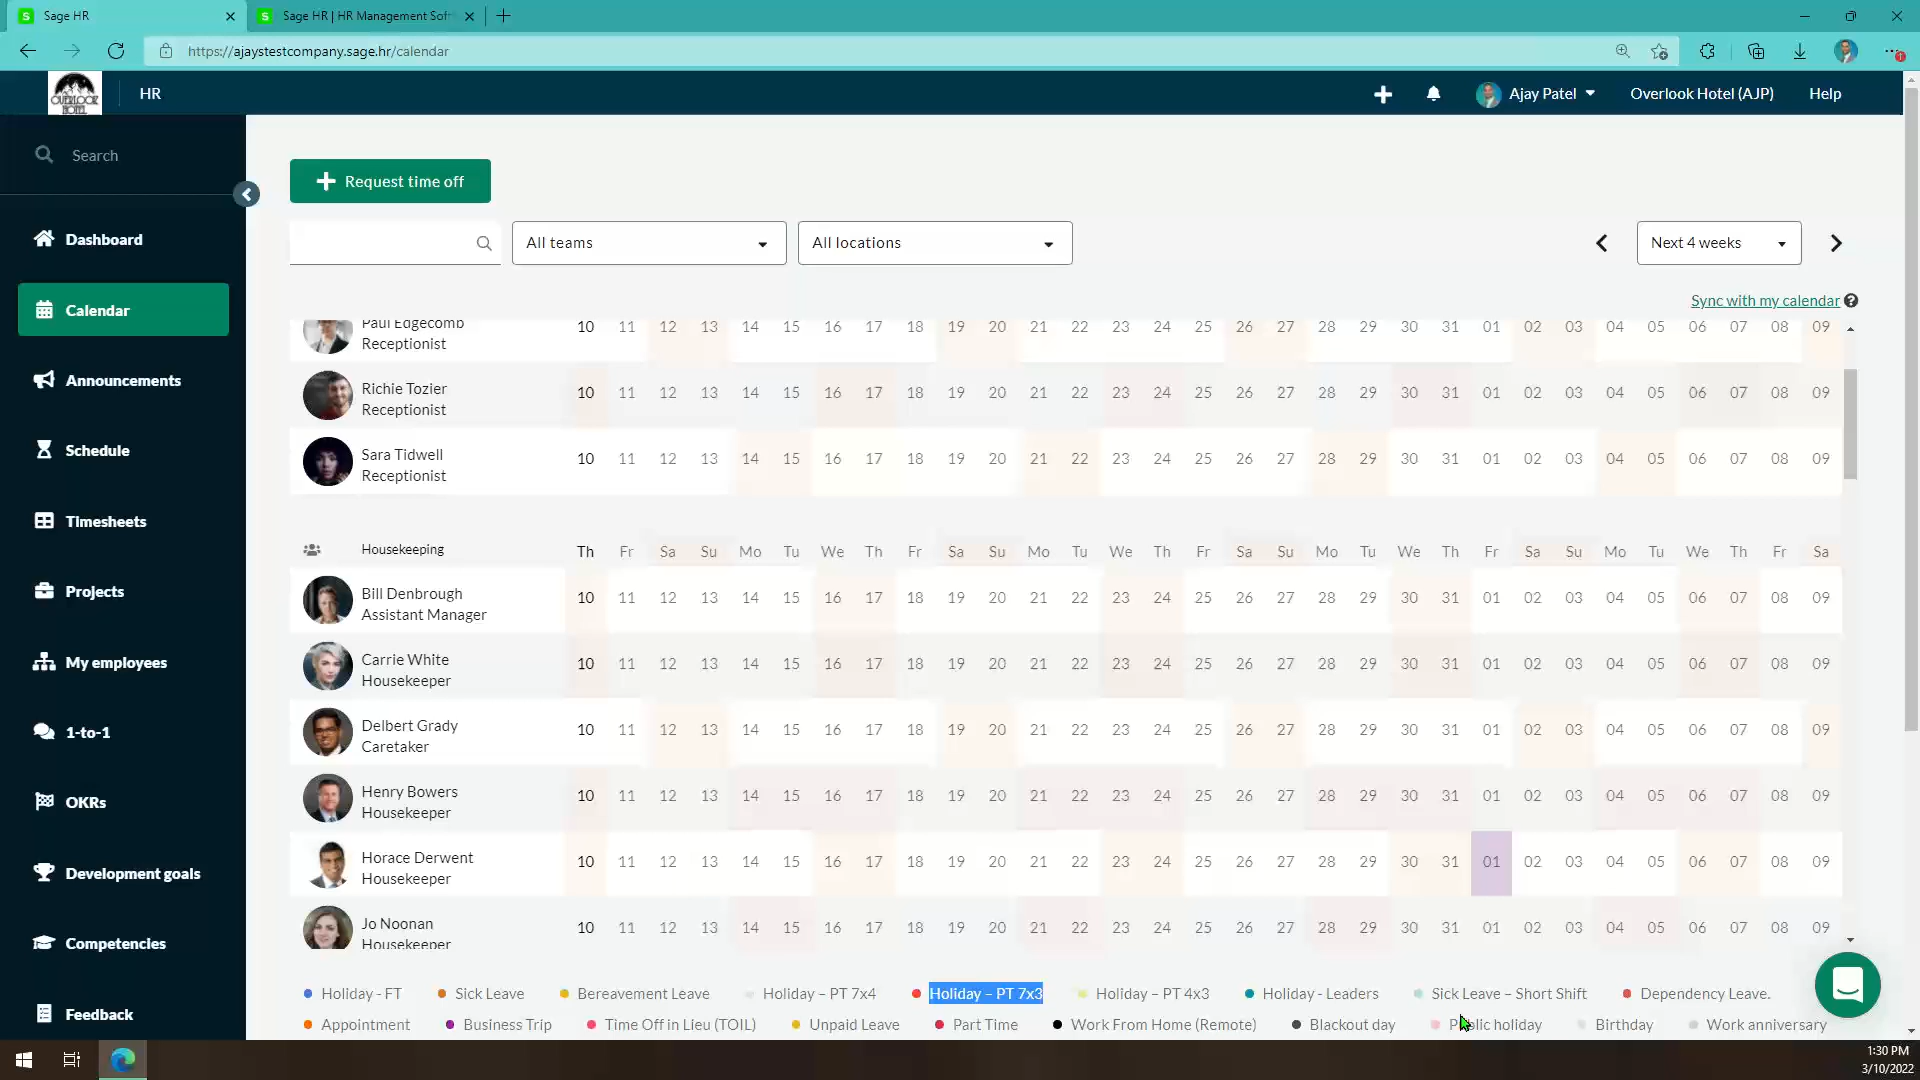 Sage HR
Sage HR | HR Management Soft
https://ajaystestcompany.sage.hr/calendar
OVERLOOK HOTEL
HR
Ajay Patel
Overlook Hotel (AJP)
Help
Search
Request time off
Dashboard
All teams
All locations
Next 4 weeks
Calendar
Sync with my calendar
Paul Edgecomb
Receptionist
10 11 12 13 14 15 16 17 18 19 20 21 22 23 24 25 26 27 28 29 30 31 01 02 03 04 05 06 07 08 09
Announcements
Richie Tozier
Receptionist
10 11 12 13 14 15 16 17 18 19 20 21 22 23 24 25 26 27 28 29 30 31 01 02 03 04 05 06 07 08 09
Schedule
Sara Tidwell
Receptionist
10 11 12 13 14 15 16 17 18 19 20 21 22 23 24 25 26 27 28 29 30 31 01 02 03 04 05 06 07 08 09
Timesheets
Housekeeping
Th Fr Sa Su Mo Tu We Th Fr Sa Su Mo Tu We Th Fr Sa Su Mo Tu We Th Fr Sa Su Mo Tu We Th Fr Sa
Projects
Bill Denbrough
Assistant Manager
10 11 12 13 14 15 16 17 18 19 20 21 22 23 24 25 26 27 28 29 30 31 01 02 03 04 05 06 07 08 09
My employees
Carrie White
Housekeeper
10 11 12 13 14 15 16 17 18 19 20 21 22 23 24 25 26 27 28 29 30 31 01 02 03 04 05 06 07 08 09
1-to-1
Delbert Grady
Caretaker
10 11 12 13 14 15 16 17 18 19 20 21 22 23 24 25 26 27 28 29 30 31 01 02 03 04 05 06 07 08 09
OKRs
Henry Bowers
Housekeeper
10 11 12 13 14 15 16 17 18 19 20 21 22 23 24 25 26 27 28 29 30 31 01 02 03 04 05 06 07 08 09
Development goals
Horace Derwent
Housekeeper
10 11 12 13 14 15 16 17 18 19 20 21 22 23 24 25 26 27 28 29 30 31 01 02 03 04 05 06 07 08 09
Competencies
Jo Noonan
Housekeeper
10 11 12 13 14 15 16 17 18 19 20 21 22 23 24 25 26 27 28 29 30 31 01 02 03 04 05 06 07 08 09
Feedback
Holiday - FT Sick Leave Bereavement Leave Holiday – PT 7x4 Holiday – PT 7x3 Holiday – PT 4x3 Holiday - Leaders Sick Leave – Short Shift Dependency Leave.
Appointment Business Trip Time Off in Lieu (TOIL) Unpaid Leave Part Time Work From Home (Remote) Blackout day Public holiday Birthday Work anniversary
1:30 PM
3/10/2022